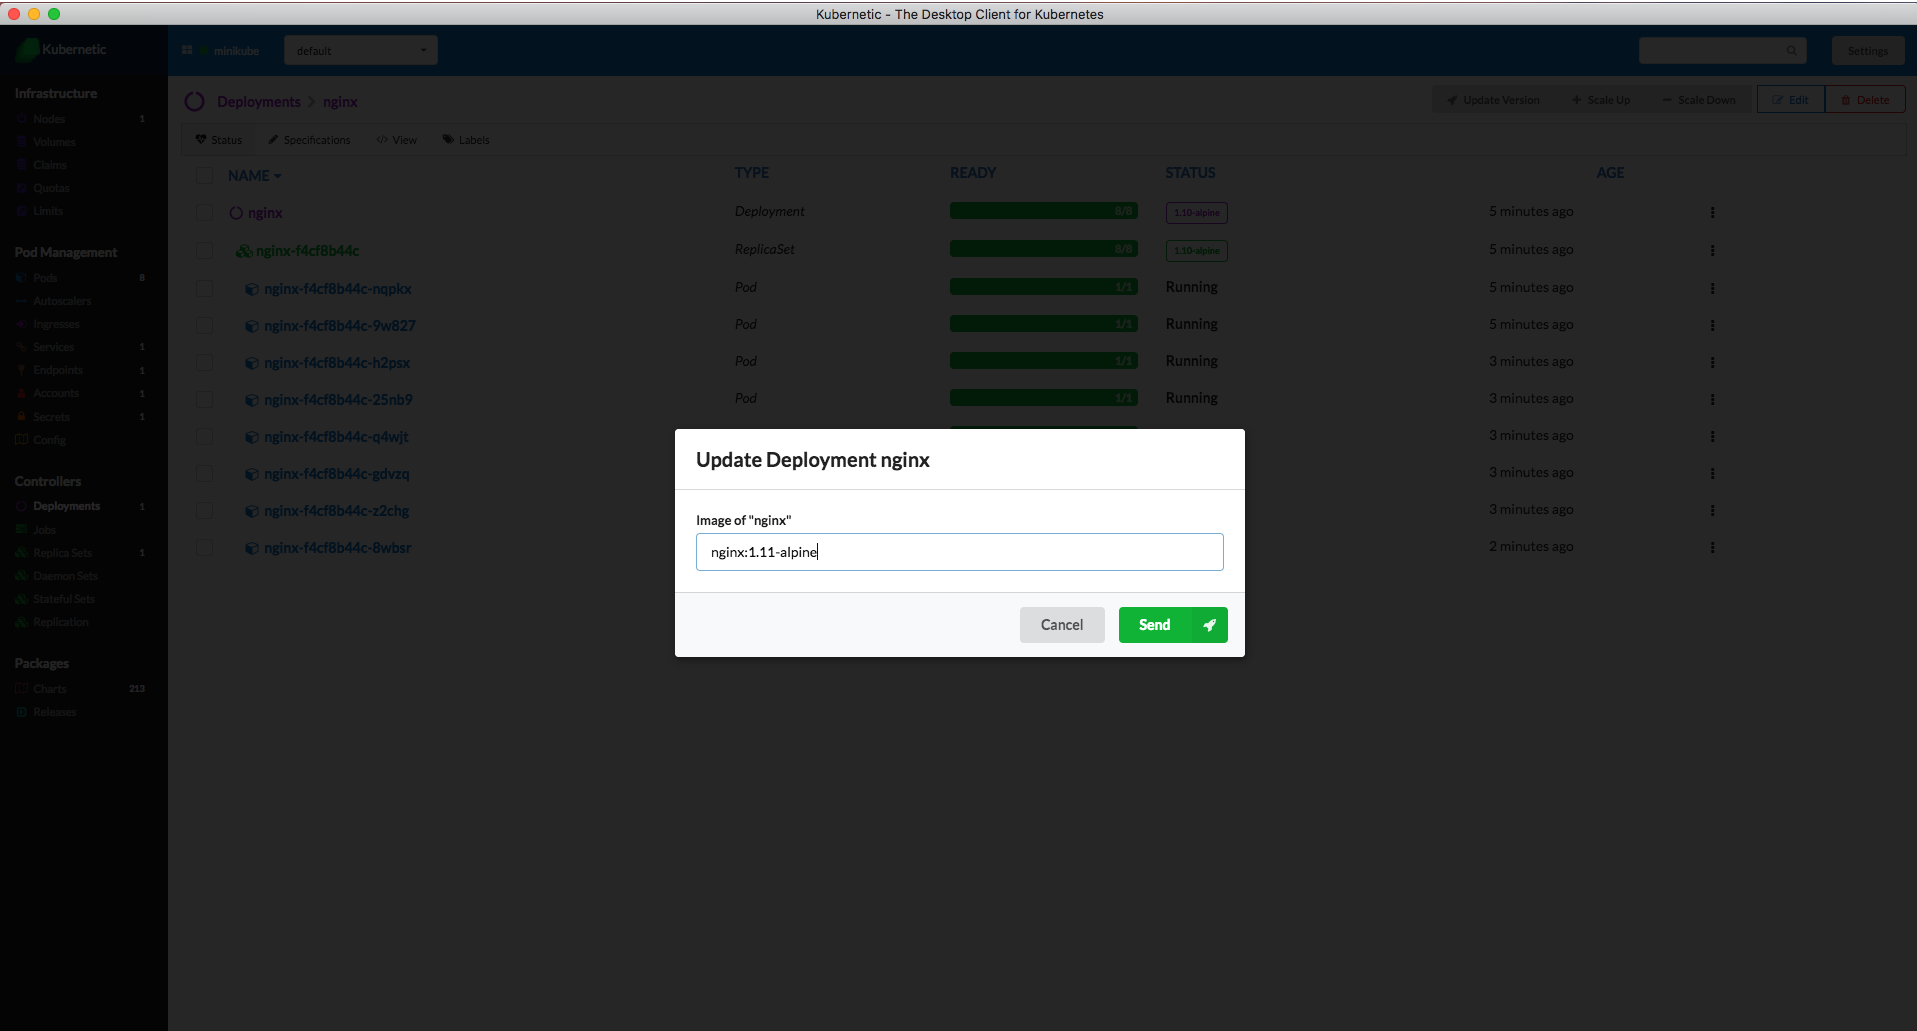 Kubernetic - The Desktop Client for Kubernetes
Kubernetic
minikube
default
Settings
Infrastructure
Nodes 1
Volumes
Claims
Quotas
Limits
Pod Management
Pods 8
Autoscalers
Ingresses
Services 1
Endpoints 1
Accounts 1
Secrets 1
Config
Controllers
Deployments 1
Jobs
Replica Sets 1
Daemon Sets
Stateful Sets
Replication
Packages
Charts 213
Releases
Deployments nginx
Update Version Scale Up Scale Down Edit Delete
Status Specifications View Labels
NAME TYPE READY STATUS AGE
nginx Deployment 8/8 1.10-alpine 5 minutes ago
nginx-f4cf8b44c ReplicaSet 8/8 1.10-alpine 5 minutes ago
nginx-f4cf8b44c-nqpkx Pod 1/1 Running 5 minutes ago
nginx-f4cf8b44c-9w827 Pod 1/1 Running 5 minutes ago
nginx-f4cf8b44c-h2psx Pod 1/1 Running 3 minutes ago
nginx-f4cf8b44c-25nb9 Pod 1/1 Running 3 minutes ago
nginx-f4cf8b44c-q4wjt 3 minutes ago
nginx-f4cf8b44c-gdvzq 3 minutes ago
nginx-f4cf8b44c-z2chg 3 minutes ago
nginx-f4cf8b44c-8wbsr 2 minutes ago
Update Deployment nginx
Image of "nginx"
nginx:1.11-alpine
Cancel Send